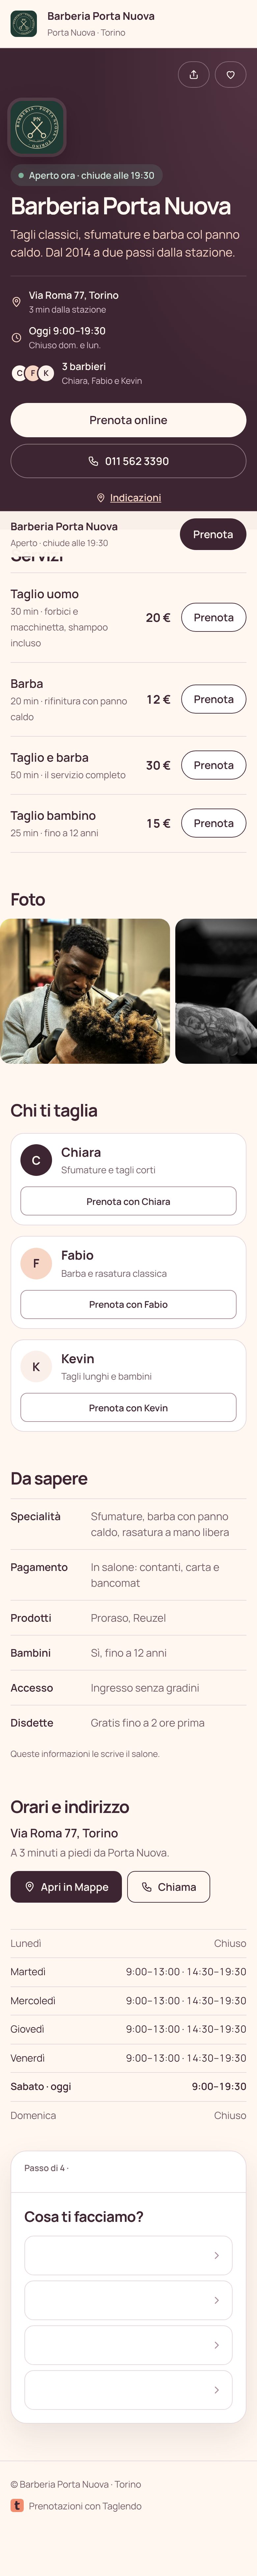 Barberia Porta Nuova
Porta Nuova · Torino
Aperto ora · chiude alle 19:30
Barberia Porta Nuova
Tagli classici, sfumature e barba col panno
caldo. Dal 2014 a due passi dalla stazione.
Via Roma 77, Torino
3 min dalla stazione
Oggi 9:00–19:30
Chiuso dom. e lun.
C F K
3 barbieri
Chiara, Fabio e Kevin
Prenota online
011 562 3390
Indicazioni
Barberia Porta Nuova
Aperto · chiude alle 19:30
Prenota
Servizi
Taglio uomo
30 min · forbici e
macchinetta, shampoo
incluso
20 €
Prenota
Barba
20 min · rifinitura con panno
caldo
12 €
Prenota
Taglio e barba
50 min · il servizio completo
30 €
Prenota
Taglio bambino
25 min · fino a 12 anni
15 €
Prenota
Foto
Chi ti taglia
C
Chiara
Sfumature e tagli corti
Prenota con Chiara
F
Fabio
Barba e rasatura classica
Prenota con Fabio
K
Kevin
Tagli lunghi e bambini
Prenota con Kevin
Da sapere
Specialità
Sfumature, barba con panno
caldo, rasatura a mano libera
Pagamento
In salone: contanti, carta e
bancomat
Prodotti
Proraso, Reuzel
Bambini
Sì, fino a 12 anni
Accesso
Ingresso senza gradini
Disdette
Gratis fino a 2 ore prima
Queste informazioni le scrive il salone.
Orari e indirizzo
Via Roma 77, Torino
A 3 minuti a piedi da Porta Nuova.
Apri in Mappe
Chiama
Lunedì Chiuso
Martedì 9:00–13:00 · 14:30–19:30
Mercoledì 9:00–13:00 · 14:30–19:30
Giovedì 9:00–13:00 · 14:30–19:30
Venerdì 9:00–13:00 · 14:30–19:30
Sabato · oggi 9:00–19:30
Domenica Chiuso
Passo di 4 ·
Cosa ti facciamo?
© Barberia Porta Nuova · Torino
t
Prenotazioni con Taglendo